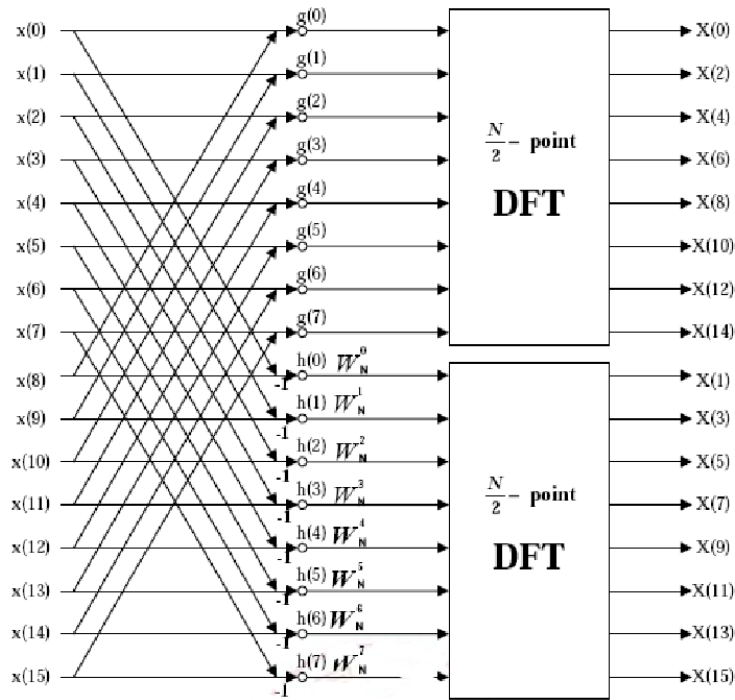 x(0) g(0) X(0)
x(1) g(1) X(2)
x(2) g(2) X(4)
x(3) g(3) X(6)
x(4) g(4) X(8)
x(5) g(5) X(10)
x(6) g(6) X(12)
x(7) g(7) X(14)
N/2 - point
DFT
x(8) -1 h(0) W_N^0 X(1)
x(9) -1 h(1) W_N^1 X(3)
x(10) -1 h(2) W_N^2 X(5)
x(11) -1 h(3) W_N^3 X(7)
x(12) -1 h(4) W_N^4 X(9)
x(13) -1 h(5) W_N^5 X(11)
x(14) -1 h(6) W_N^6 X(13)
x(15) -1 h(7) W_N^7 X(15)
N/2 - point
DFT